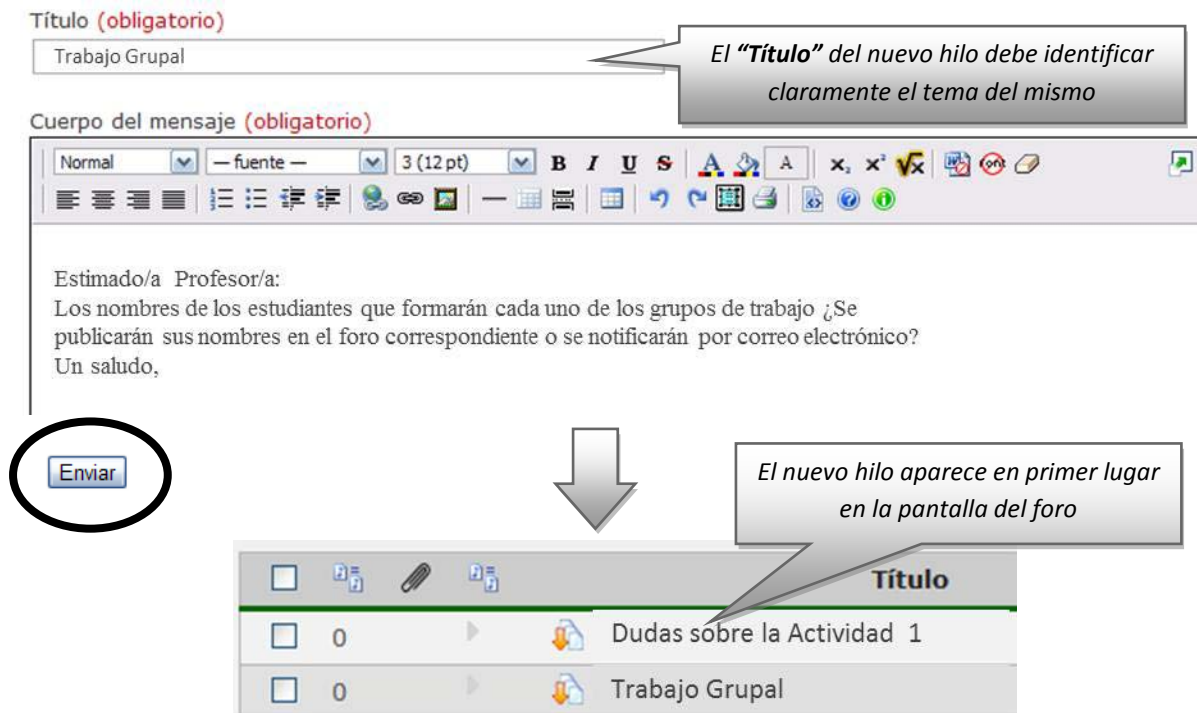 Título (obligatorio)
Trabajo Grupal
El “Título” del nuevo hilo debe identificar
claramente el tema del mismo
Cuerpo del mensaje (obligatorio)
Normal — fuente — 3 (12 pt) B I U S A A x₂ x² √x
Estimado/a Profesor/a:
Los nombres de los estudiantes que formarán cada uno de los grupos de trabajo ¿Se
publicarán sus nombres en el foro correspondiente o se notificarán por correo electrónico?
Un saludo,
Enviar
El nuevo hilo aparece en primer lugar
en la pantalla del foro
Título
0 Dudas sobre la Actividad 1
0 Trabajo Grupal